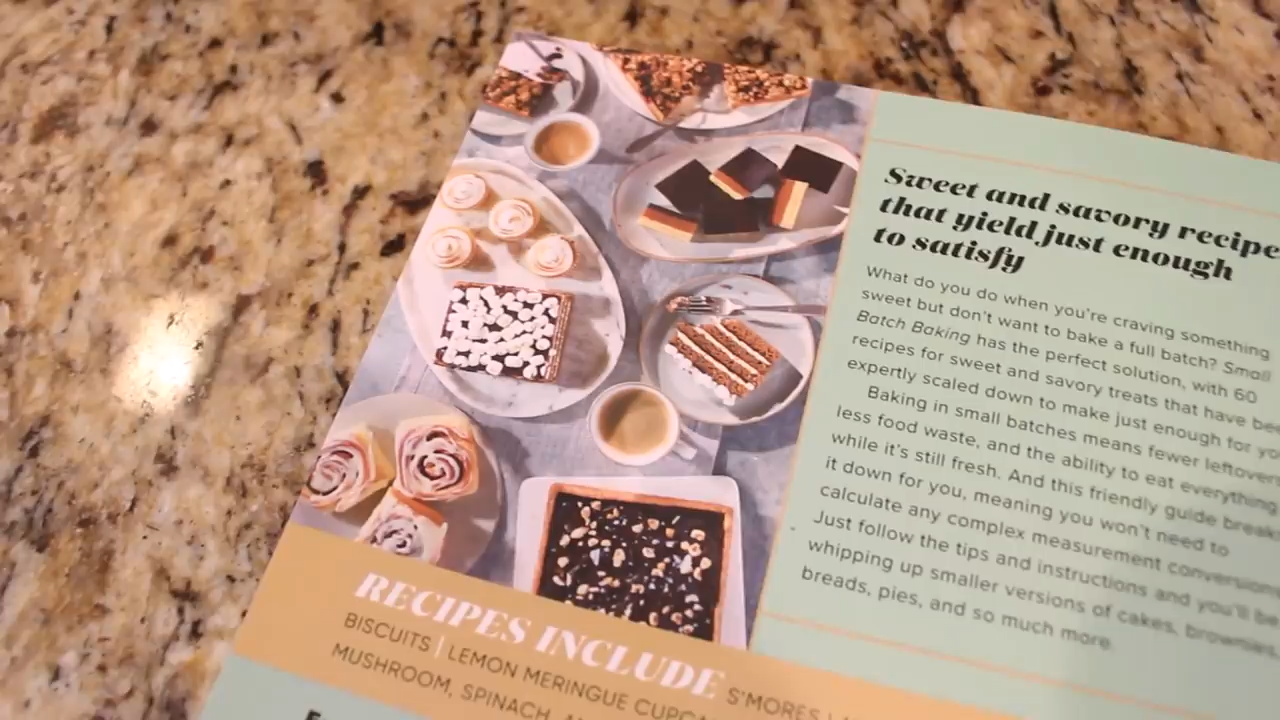 Sweet and savory recipe
that yield just enough
to satisfy
What do you do when you're craving something
sweet but don't want to bake a full batch? Small
Batch Baking has the perfect solution, with 60
recipes for sweet and savory treats that have bee
expertly scaled down to make just enough for yo
Baking in small batches means fewer leftovers
less food waste, and the ability to eat everything
while it's still fresh. And this friendly guide breaks
it down for you, meaning you won't need to
calculate any complex measurement conversions
Just follow the tips and instructions and you'll be
whipping up smaller versions of cakes, brownies,
breads, pies, and so much more.
RECIPES INCLUDE
BISCUITS | LEMON MERINGUE CUPCA S'MORES
MUSHROOM, SPINACH,